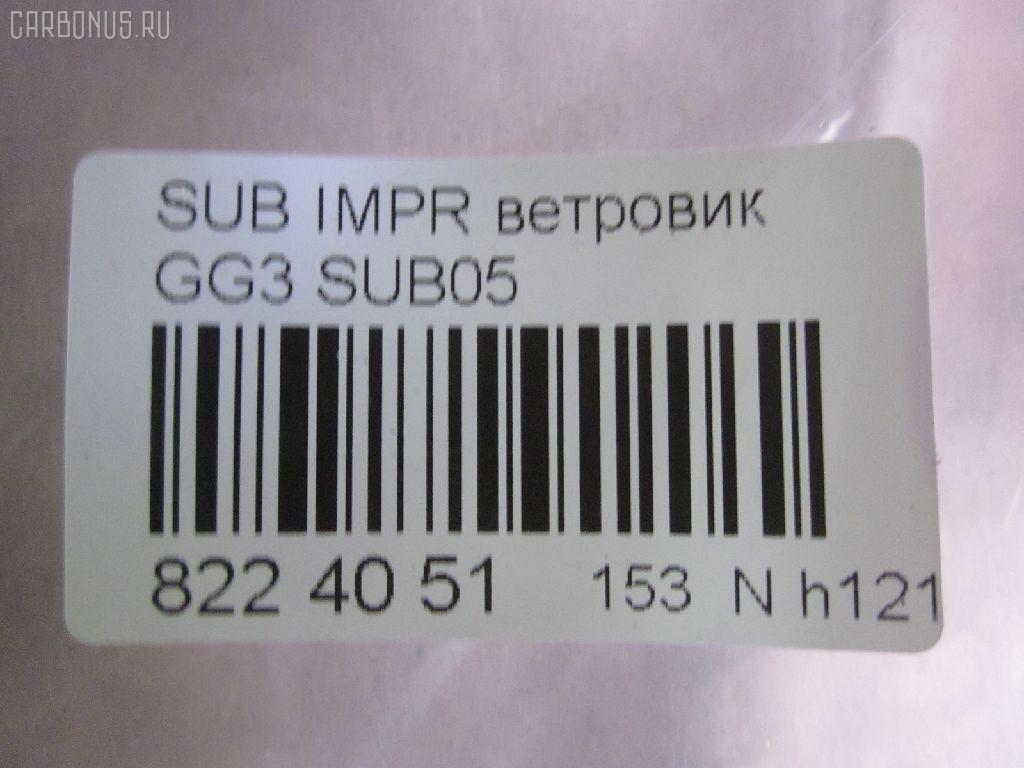 CARBONUS.RU
SUB IMPR ветровик
GG3 SUB05
822 40 51 153 N h121